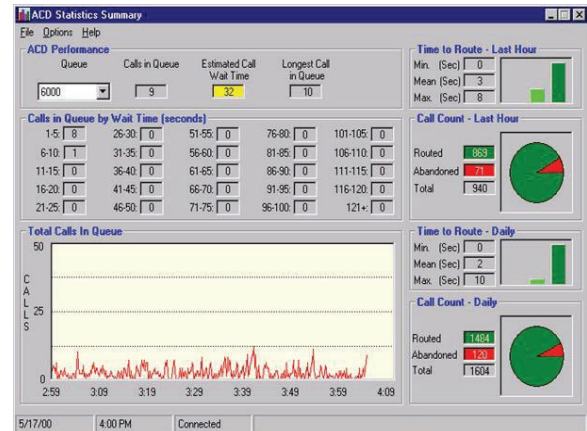 ACD Statistics Summary
File Options Help
ACD Performance
Queue Calls in Queue Estimated Call Wait Time Longest Call in Queue
6000 9 32 10
Calls in Queue by Wait Time (seconds)
1-5: 8 26-30: 0 51-55: 0 76-80: 0 101-105: 0
6-10: 1 31-35: 0 56-60: 0 81-85: 0 106-110: 0
11-15: 0 36-40: 0 61-65: 0 86-90: 0 111-115: 0
16-20: 0 41-45: 0 66-70: 0 91-95: 0 116-120: 0
21-25: 0 46-50: 0 71-75: 0 96-100: 0 121+: 0
Total Calls In Queue
50
25
0
CALLS
2:59 3:09 3:19 3:29 3:39 3:49 3:59 4:09
Time to Route - Last Hour
Min. (Sec) 0
Mean (Sec) 3
Max. (Sec) 8
Call Count - Last Hour
Routed 869
Abandoned 71
Total 940
Time to Route - Daily
Min. (Sec) 0
Mean (Sec) 2
Max. (Sec) 10
Call Count - Daily
Routed 1484
Abandoned 120
Total 1604
5/17/00 4:00 PM Connected